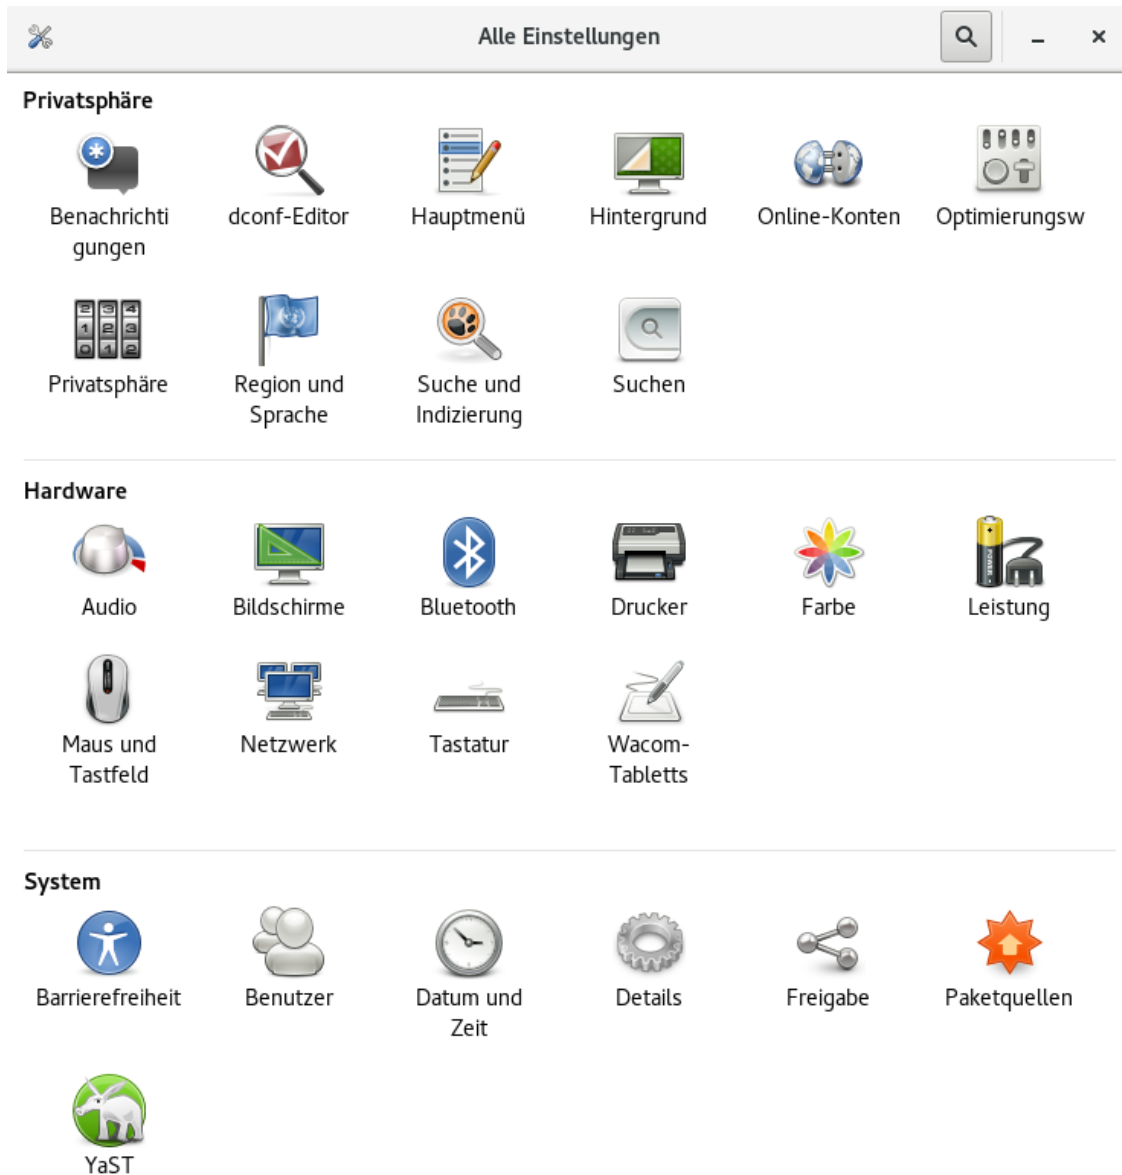 Alle Einstellungen
Privatsphäre
Benachrichti
gungen
dconf-Editor
Hauptmenü
Hintergrund
Online-Konten
Optimierungsw
Privatsphäre
Region und
Sprache
Suche und
Indizierung
Suchen
Hardware
Audio
Bildschirme
Bluetooth
Drucker
Farbe
Leistung
Maus und
Tastfeld
Netzwerk
Tastatur
Wacom-
Tabletts
System
Barrierefreiheit
Benutzer
Datum und
Zeit
Details
Freigabe
Paketquellen
YaST